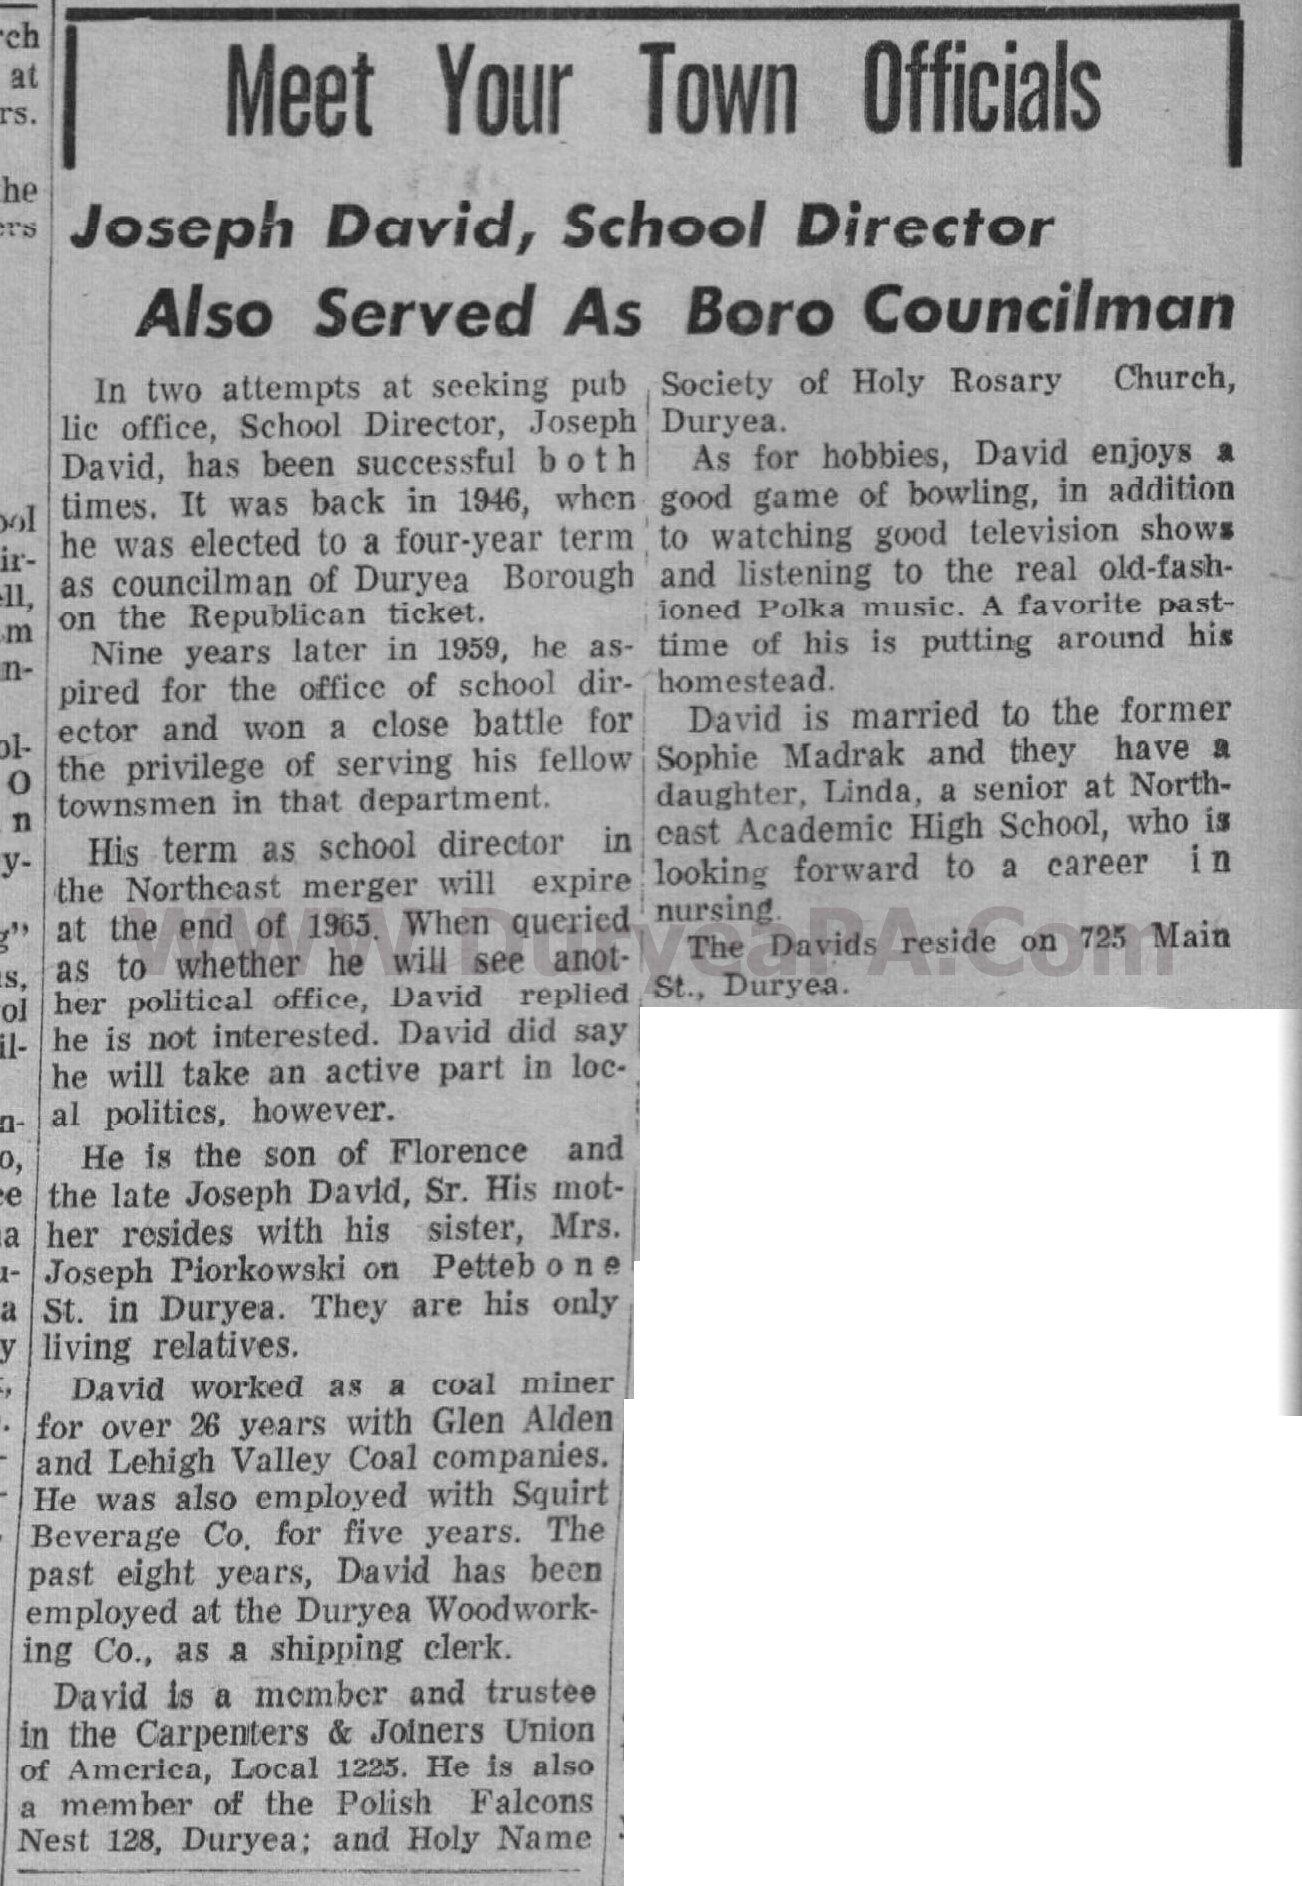 Meet Your Town Officials
Joseph David, School Director
Also Served As Boro Councilman
In two attempts at seeking pub
lic office, School Director, Joseph
David, has been successful both
times. It was back in 1946, when
he was elected to a four-year term
as councilman of Duryea Borough
on the Republican ticket.
Nine years later in 1959, he as-
pired for the office of school dir-
ector and won a close battle for
the privilege of serving his fellow
townsmen in that department.
His term as school director in
the Northeast merger will expire
at the end of 1965. When queried
as to whether he will see anot-
her political office, David replied
he is not interested. David did say
he will take an active part in loc-
al politics, however.
He is the son of Florence and
the late Joseph David, Sr. His mot-
her resides with his sister, Mrs.
Joseph Piorkowski on Pettebone
St. in Duryea. They are his only
living relatives.
David worked as a coal miner
for over 26 years with Glen Alden
and Lehigh Valley Coal companies.
He was also employed with Squirt
Beverage Co. for five years. The
past eight years, David has been
employed at the Duryea Woodwork-
ing Co., as a shipping clerk.
David is a member and trustee
in the Carpenters & Joiners Union
of America, Local 1225. He is also
a member of the Polish Falcons
Nest 128, Duryea; and Holy Name
Society of Holy Rosary Church,
Duryea.
As for hobbies, David enjoys a
good game of bowling, in addition
to watching good television shows
and listening to the real old-fash-
ioned Polka music. A favorite past-
time of his is putting around his
homestead.
David is married to the former
Sophie Madrak and they have a
daughter, Linda, a senior at North-
east Academic High School, who is
looking forward to a career in
nursing.
The Davids reside on 725 Main
St., Duryea.
www.DuryeaPA.Com